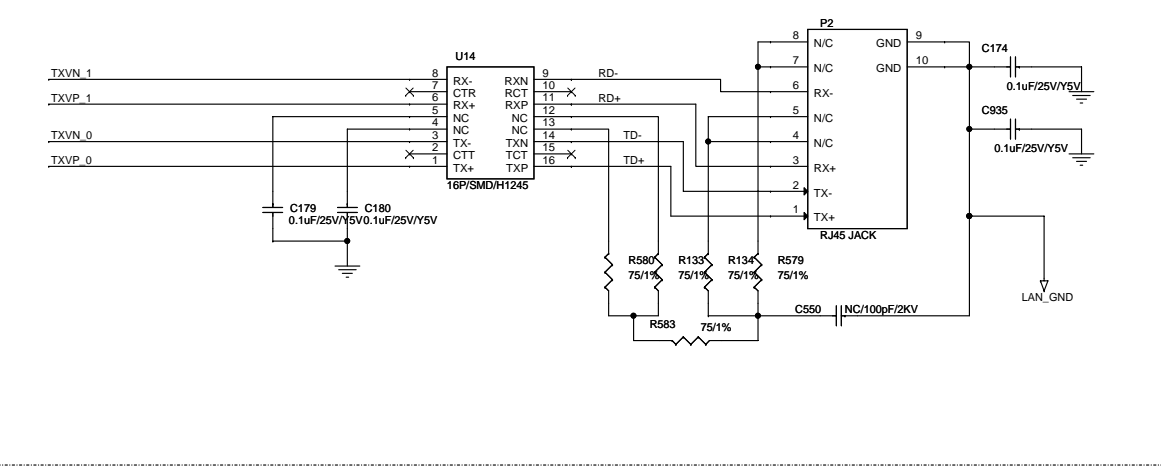 P2
U14
8 N/C GND 9
7 N/C GND 10
6 RX-
5 N/C
4 N/C
3 RX+
2 TX-
1 TX+
RJ45 JACK
C174
0.1uF/25V/Y5V
C935
0.1uF/25V/Y5V
TXVN_1
TXVP_1
TXVN_0
TXVP_0
8 RX- RXN 9 RD-
7 CTR RCT 10
6 RX+ RXP 11 RD+
5 NC NC 12
4 NC NC 13
3 TX- TXN 14 TD-
2 CTT TCT 15
1 TX+ TXP 16 TD+
16P/SMD/H1245
C179
0.1uF/25V/Y5V
C180
0.1uF/25V/Y5V
R580
75/1%
R133
75/1%
R134
75/1%
R579
75/1%
LAN_GND
C550 NC/100pF/2KV
R583 75/1%